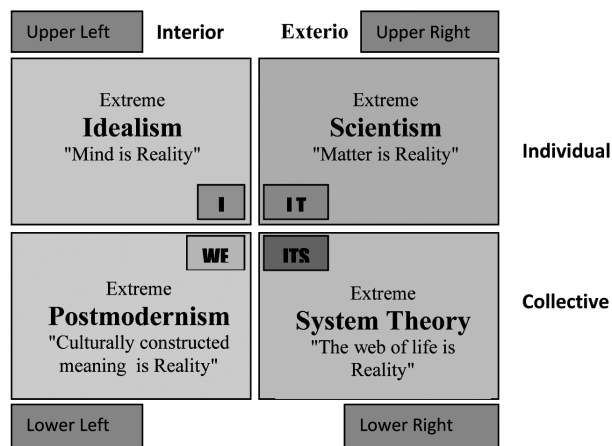 Upper Left
Interior
Exterio
Upper Right
Extreme
Idealism
"Mind is Reality"
I
Extreme
Scientism
"Matter is Reality"
I T
Individual
WE
Extreme
Postmodernism
"Culturally constructed
meaning is Reality"
ITS
Extreme
System Theory
"The web of life is
Reality"
Collective
Lower Left
Lower Right